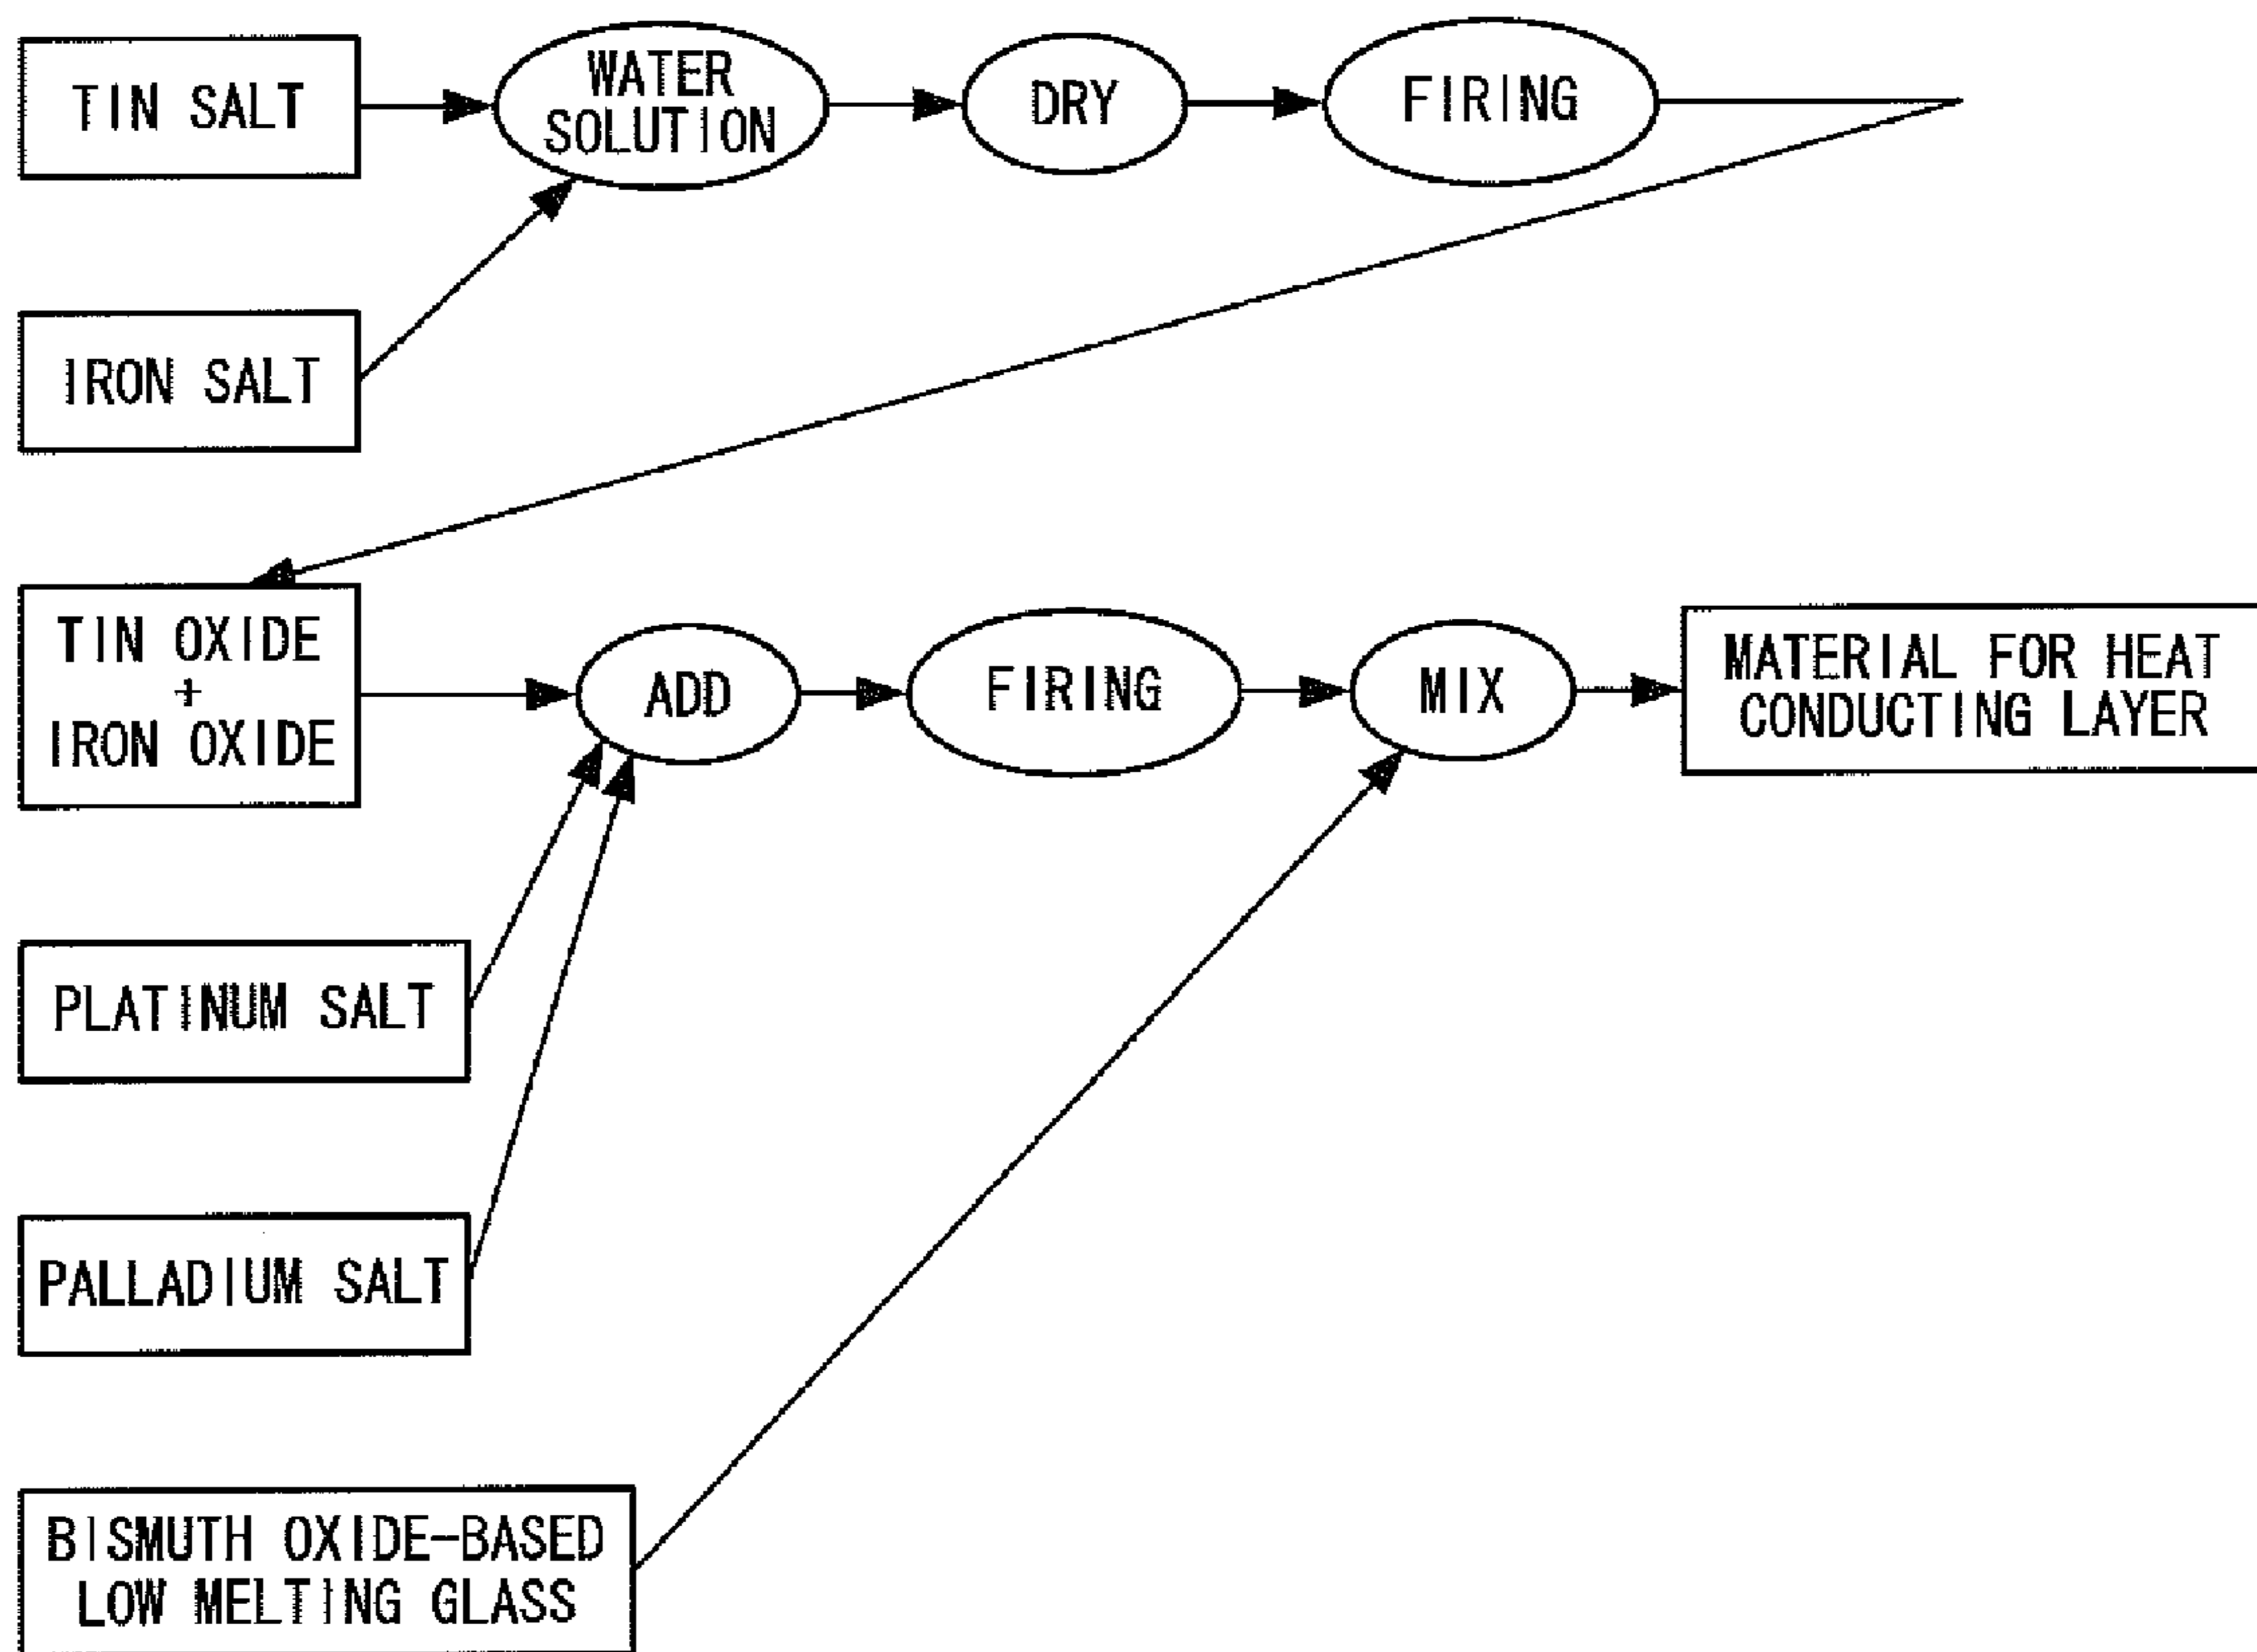 TIN SALT
WATER
SOLUTION
DRY
FIRING
IRON SALT
TIN OXIDE
+
IRON OXIDE
ADD
FIRING
MIX
MATERIAL FOR HEAT
CONDUCTING LAYER
PLATINUM SALT
PALLADIUM SALT
BISMUTH OXIDE-BASED
LOW MELTING GLASS